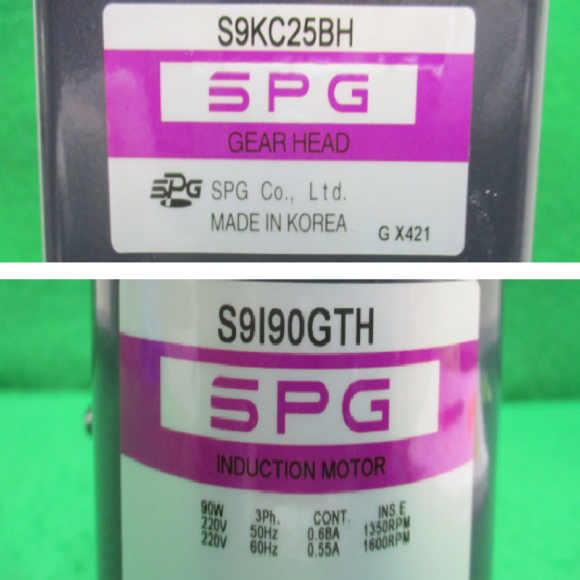 S9KC25BH
SPG
GEAR HEAD
SPG SPG Co., Ltd.
MADE IN KOREA
G X421
S9I90GTH
SPG
INDUCTION MOTOR
90W 3Ph. CONT. INS.E
220V 50Hz 0.68A 1350RPM
220V 60Hz 0.55A 1600RPM